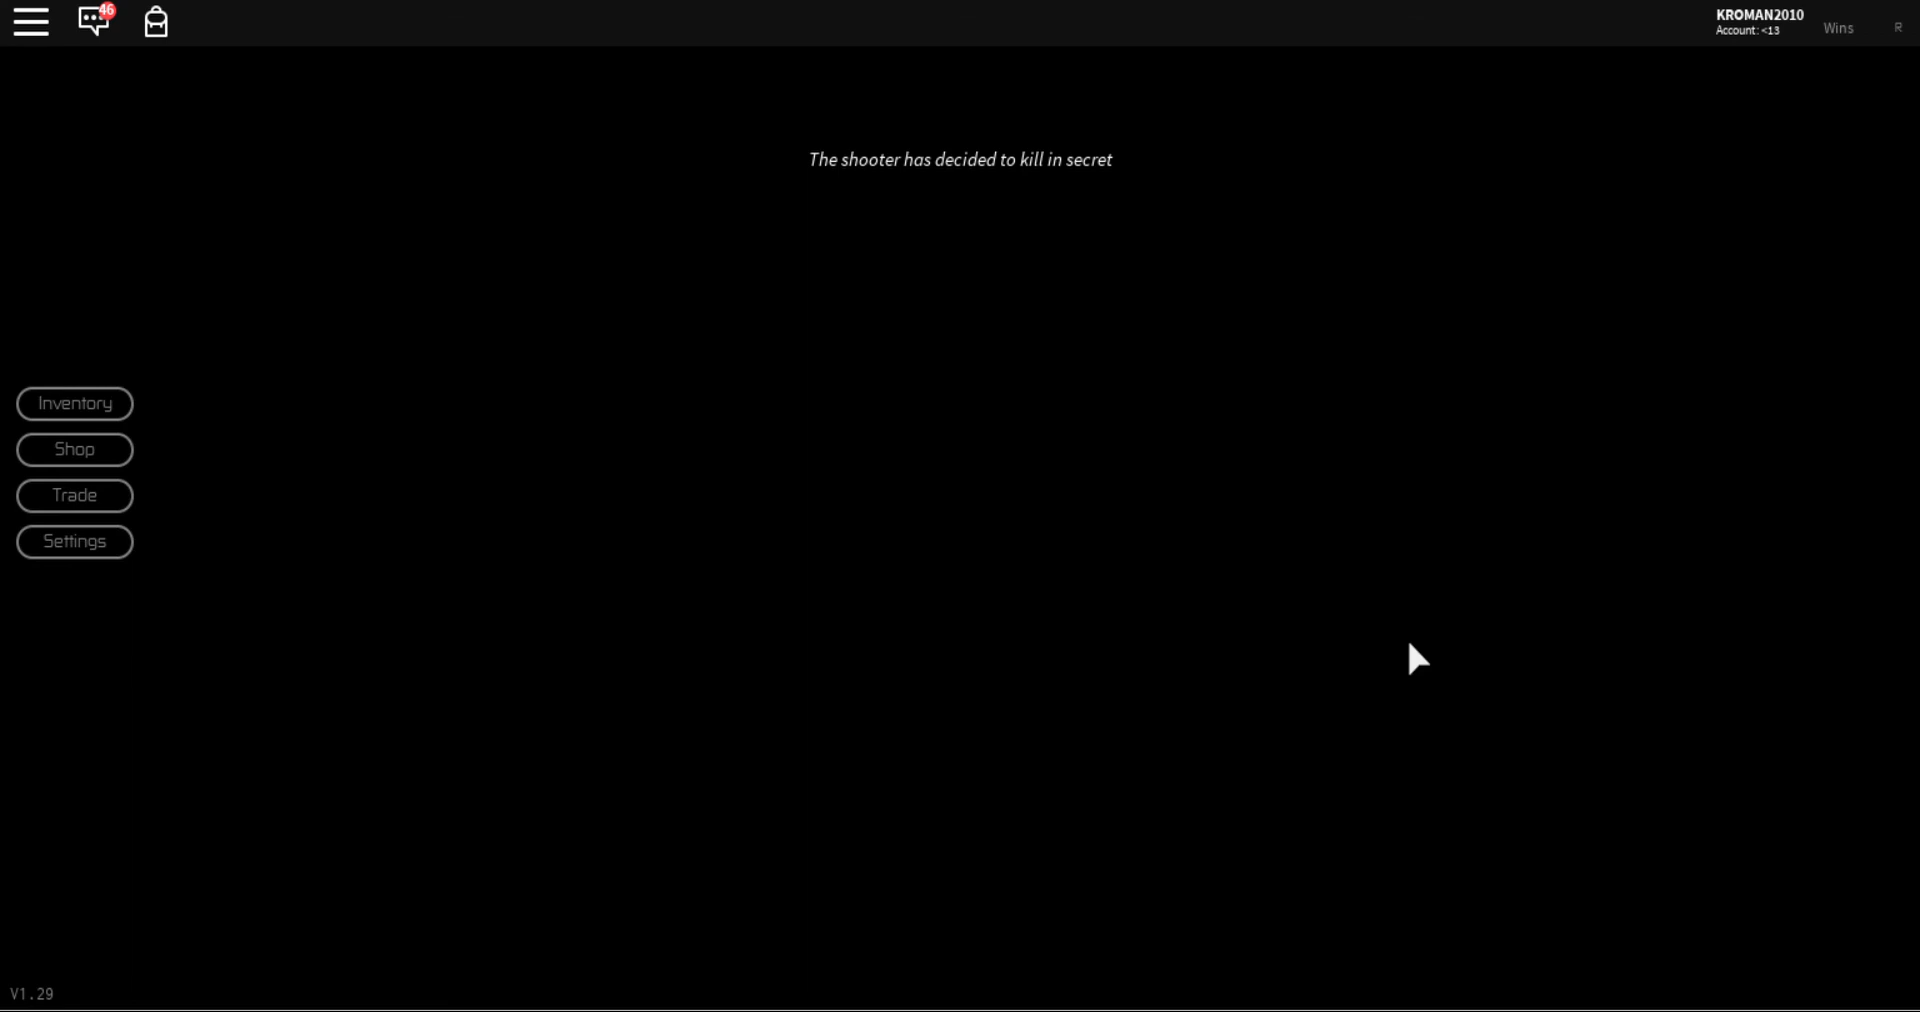 46
KROMAN2010
Account: <13
Wins
R
The shooter has decided to kill in secret
Inventory
Shop
Trade
Settings
V1.29